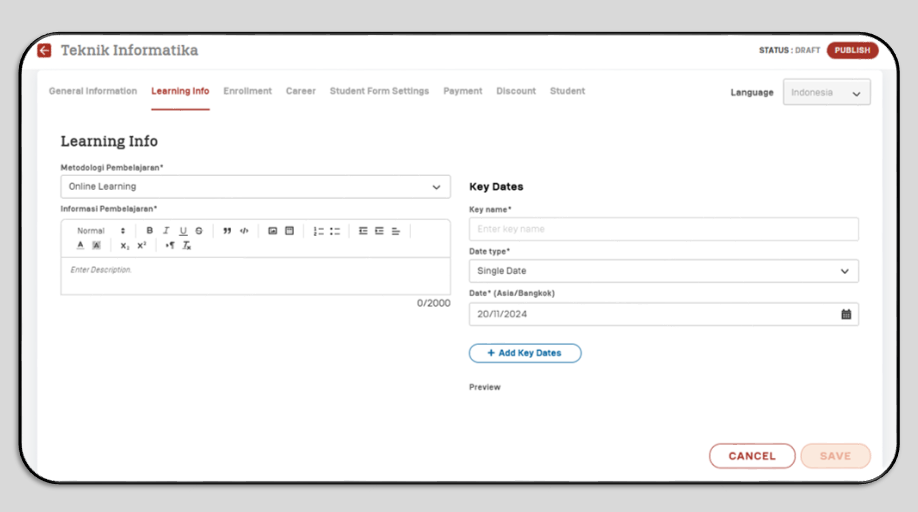 Teknik Informatika
STATUS : DRAFT
PUBLISH
General Information
Learning Info
Enrollment
Career
Student Form Settings
Payment
Discount
Student
Language
Indonesia
Learning Info
Metodologi Pembelajaran*
Online Learning
Informasi Pembelajaran*
Normal
Enter Description.
0/2000
Key Dates
Key name*
Enter key name
Date type*
Single Date
Date* (Asia/Bangkok)
20/11/2024
+ Add Key Dates
Preview
CANCEL
SAVE